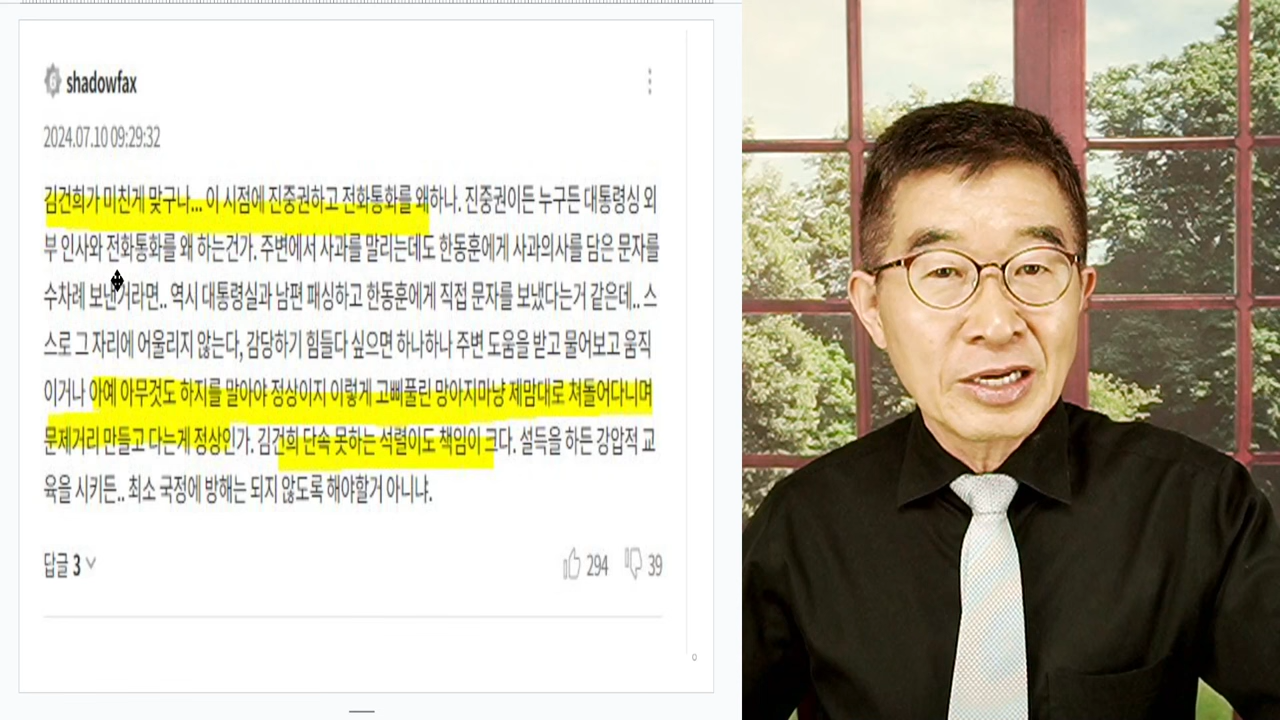 shadowfax
2024.07.10 09:29:32
김건희가 미친게 맞구나... 이 시점에 진중권하고 전화통화를 왜하나. 진중권이든 누구든 대통령싱 외
부 인사와 전화통화를 왜 하는건가. 주변에서 사과를 말리는데도 한동훈에게 사과의사를 담은 문자를
수차례 보낸거라면.. 역시 대통령실과 남편 패싱하고 한동훈에게 직접 문자를 보냈다는거 같은데.. 스
스로 그 자리에 어울리지 않는다, 감당하기 힘들다 싶으면 하나하나 주변 도움을 받고 물어보고 움직
이거나 아예 아무것도 하지를 말아야 정상이지 이렇게 고삐풀린 망아지마냥 제맘대로 쳐돌어다니며
문제거리 만들고 다는게 정상인가. 김건희 단속 못하는 석렬이도 책임이 크다. 설득을 하든 강압적 교
육을 시키든.. 최소 국정에 방해는 되지 않도록 해야할거 아니냐.
답글 3
294 39